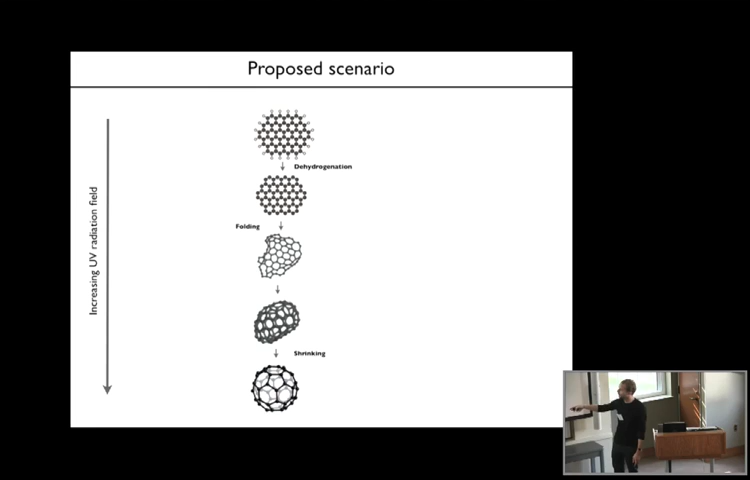 Proposed scenario
Dehydrogenation
Folding
Shrinking
Increasing UV radiation field